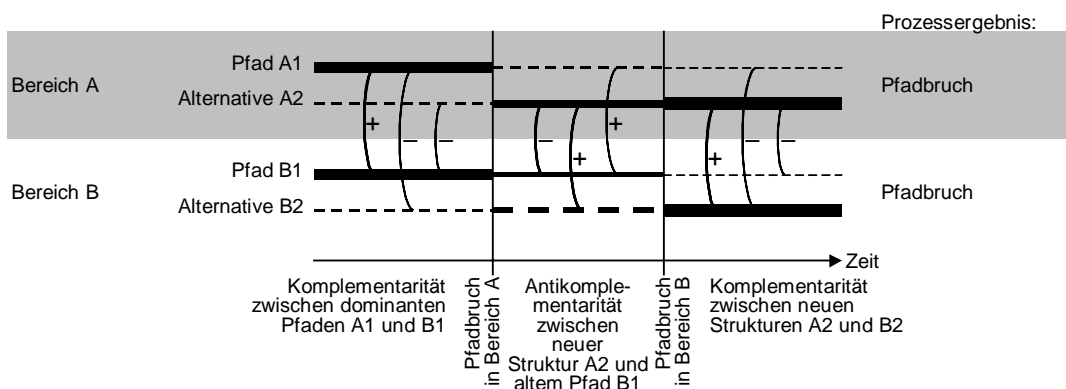 Prozessergebnis:
Bereich A
Pfad A1
Alternative A2
Pfadbruch
+
–
–
–
+
+
+
–
–
Bereich B
Pfad B1
Alternative B2
Pfadbruch
Zeit
Komplementarität
zwischen dominanten
Pfaden A1 und B1
Pfadbruch
in Bereich A
Antikomple-
mentarität
zwischen
neuer
Struktur A2 und
altem Pfad B1
Pfadbruch
in Bereich B
Komplementarität
zwischen neuen
Strukturen A2 und B2